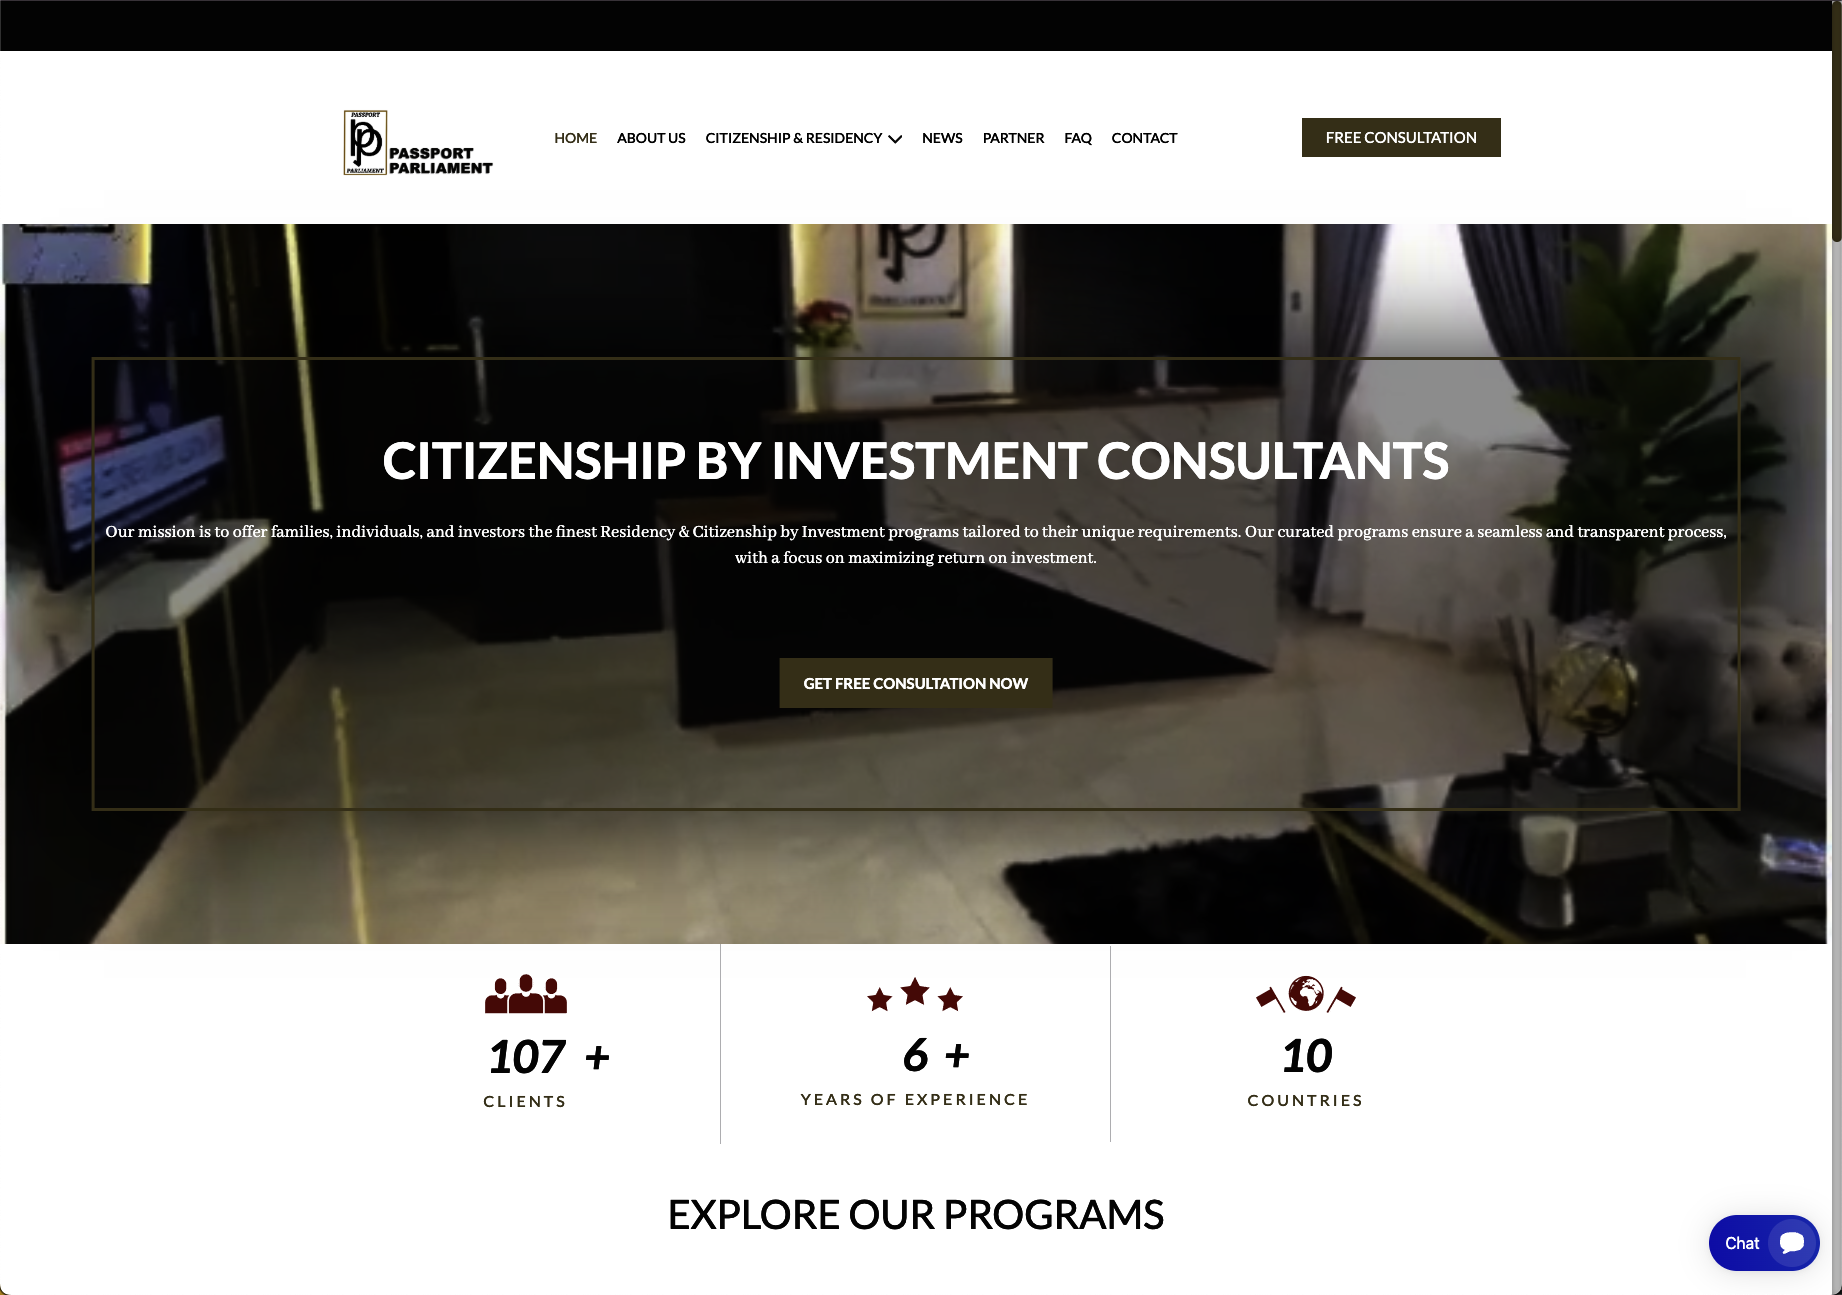 PASSPORT
PARLIAMENT
PASSPORT
PARLIAMENT
HOME
ABOUT US
CITIZENSHIP & RESIDENCY
NEWS
PARTNER
FAQ
CONTACT
FREE CONSULTATION
PARLIAMENT
CITIZENSHIP BY INVESTMENT CONSULTANTS
Our mission is to offer families, individuals, and investors the finest Residency & Citizenship by Investment programs tailored to their unique requirements. Our curated programs ensure a seamless and transparent process,
with a focus on maximizing return on investment.
GET FREE CONSULTATION NOW
107 +
CLIENTS
6 +
YEARS OF EXPERIENCE
10
COUNTRIES
EXPLORE OUR PROGRAMS
Chat